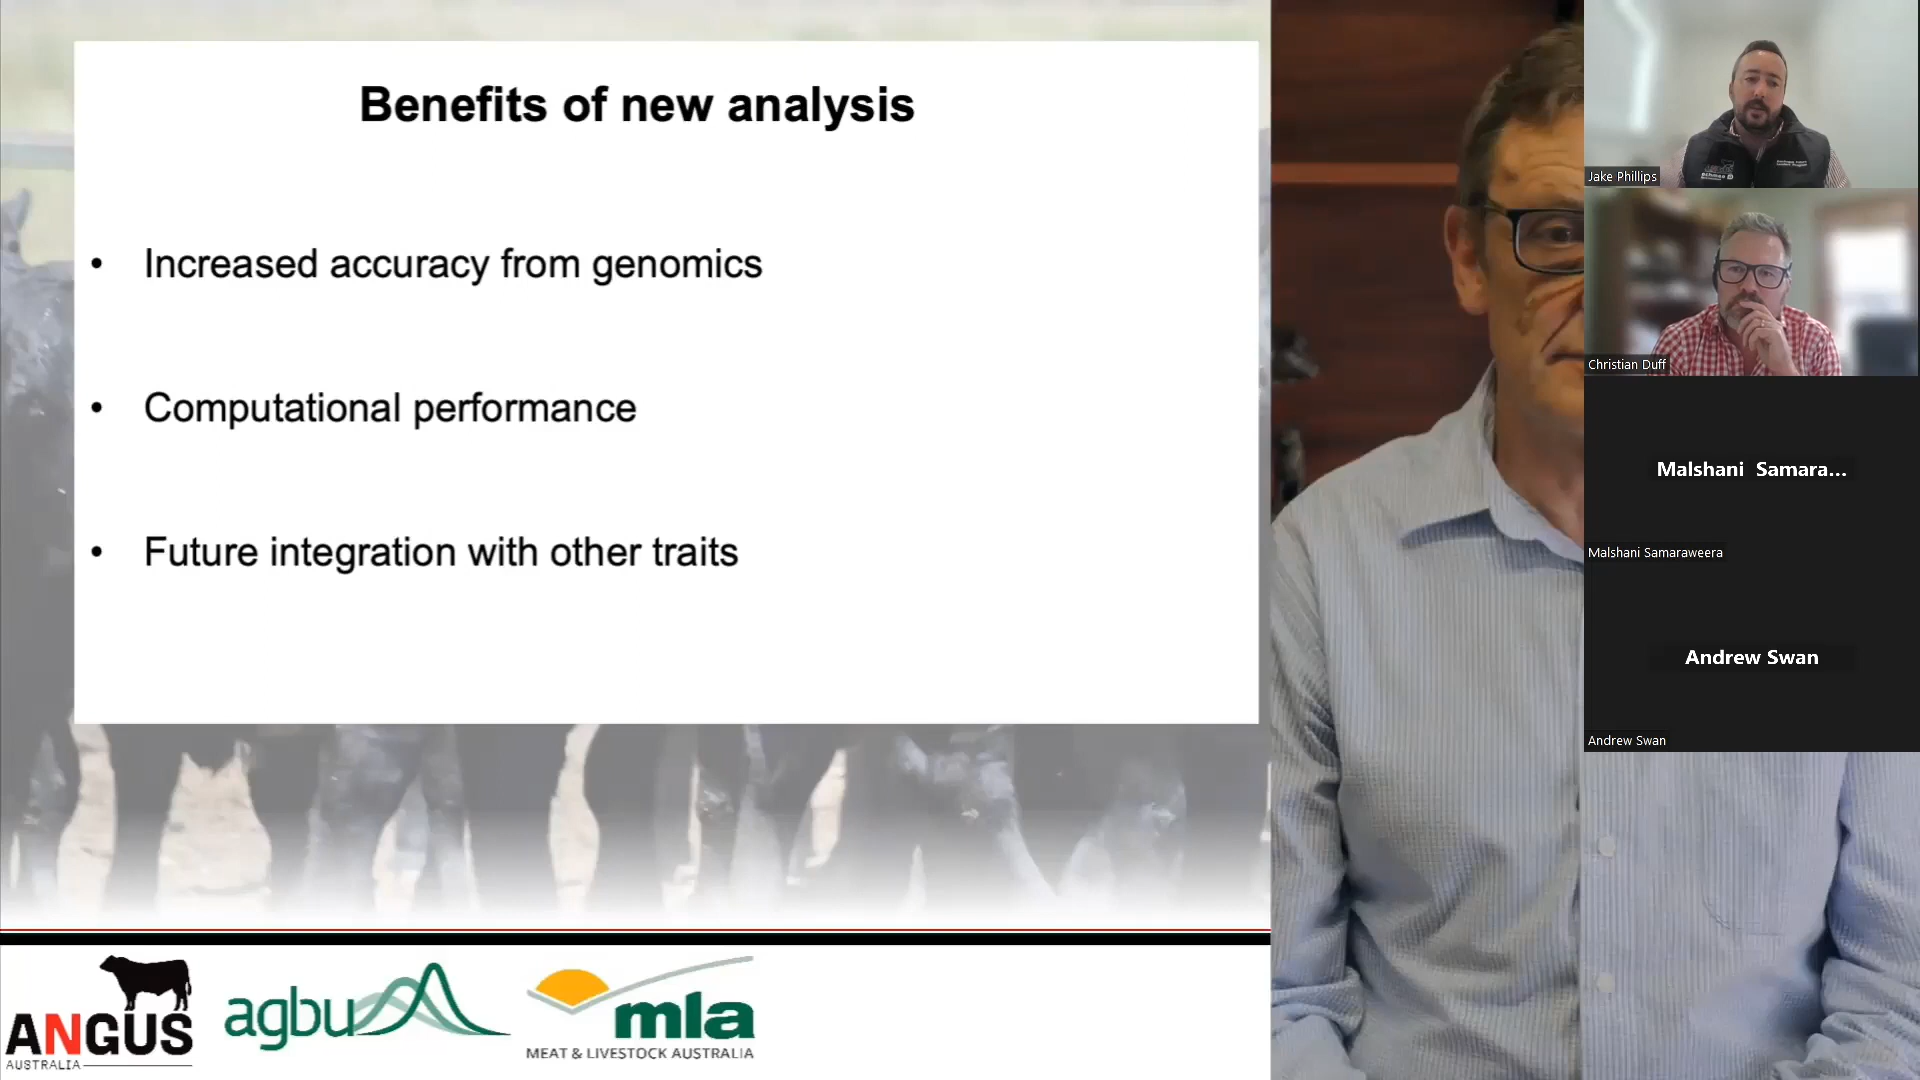 Benefits of new analysis
• Increased accuracy from genomics
• Computational performance
• Future integration with other traits
ANGUS
AUSTRALIA
agbu
mla
MEAT & LIVESTOCK AUSTRALIA
Jake Phillips
Christian Duff
Malshani Samara...
Malshani Samaraweera
Andrew Swan
Andrew Swan